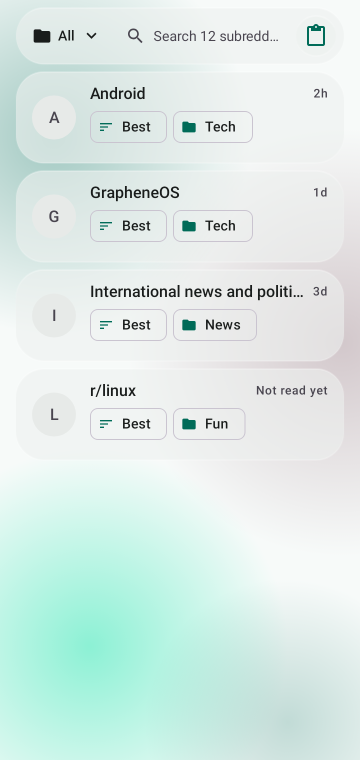 All
Search 12 subredd…
A
Android
2h
Best
Tech
G
GrapheneOS
1d
Best
Tech
I
International news and politi…
3d
Best
News
L
r/linux
Not read yet
Best
Fun